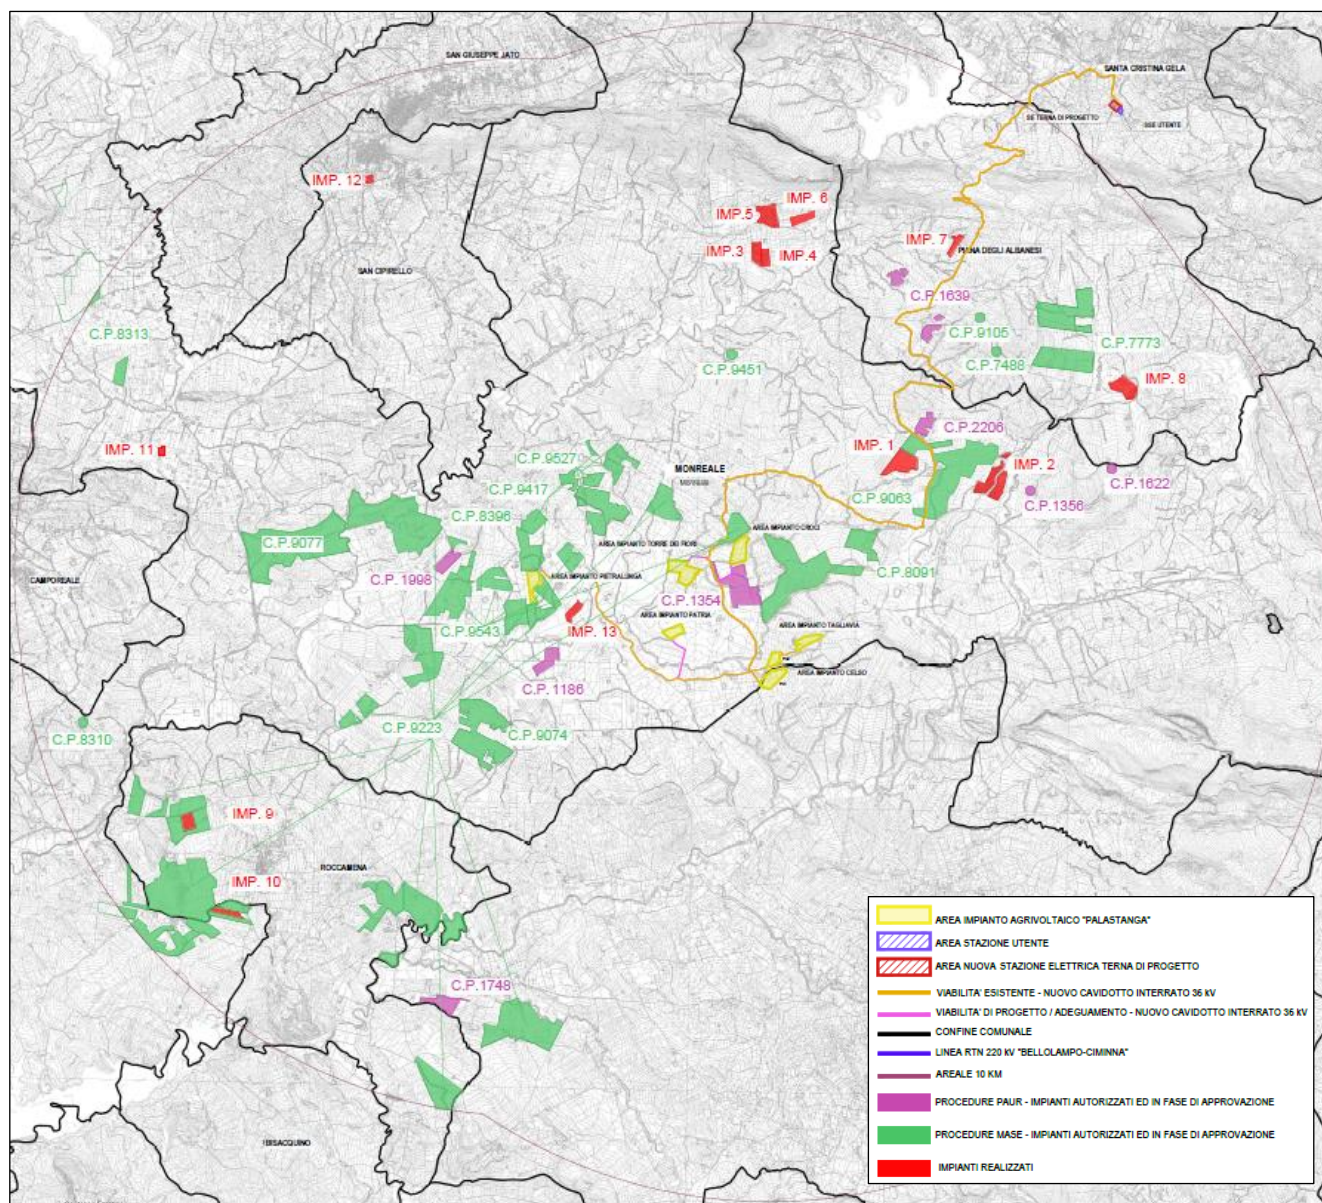 SAN GIUSEPPE JATO
SANTA CRISTINA GELA
SE TERNA DI PROGETTO
SSE UTENTE
IMP. 12
IMP. 6
IMP.5
IMP.3
IMP.4
IMP. 7
PIANA DEGLI ALBANESI
SAN CIPIRELLO
C.P.1639
C.P.8313
C.P.9105
C.P.7773
C.P.9451
C.P.7488
IMP. 8
C.P.2206
IMP. 11
IMP. 1
C.P.9527
MONREALE
IMP. 2
C.P.1622
C.P.9417
C.P.9063
C.P.1356
C.P.8396
AREA IMPIANTO CROCI
C.P.9077
AREA IMPIANTO TORRE DEI FIORI
CAMPOREALE
C.P. 1998
AREA IMPIANTO PIETRALUNGA
C.P.8091
C.P.1354
AREA IMPIANTO PATRIA
AREA IMPIANTO TAGLIAVIA
C.P.9543
IMP. 13
AREA IMPIANTO CELSO
C.P. 1186
C.P.9223
C.P.9074
C.P.8310
IMP. 9
ROCCAMENA
IMP. 10
C.P.1748
BISACQUINO
AREA IMPIANTO AGRIVOLTAICO "PALASTANGA"
AREA STAZIONE UTENTE
AREA NUOVA STAZIONE ELETTRICA TERNA DI PROGETTO
VIABILITA' ESISTENTE - NUOVO CAVIDOTTO INTERRATO 36 kV
VIABILITA' DI PROGETTO / ADEGUAMENTO - NUOVO CAVIDOTTO INTERRATO 36 kV
CONFINE COMUNALE
LINEA RTN 220 kV "BELLOLAMPO-CIMINNA"
AREALE 10 KM
PROCEDURE PAUR - IMPIANTI AUTORIZZATI ED IN FASE DI APPROVAZIONE
PROCEDURE MASE - IMPIANTI AUTORIZZATI ED IN FASE DI APPROVAZIONE
IMPIANTI REALIZZATI